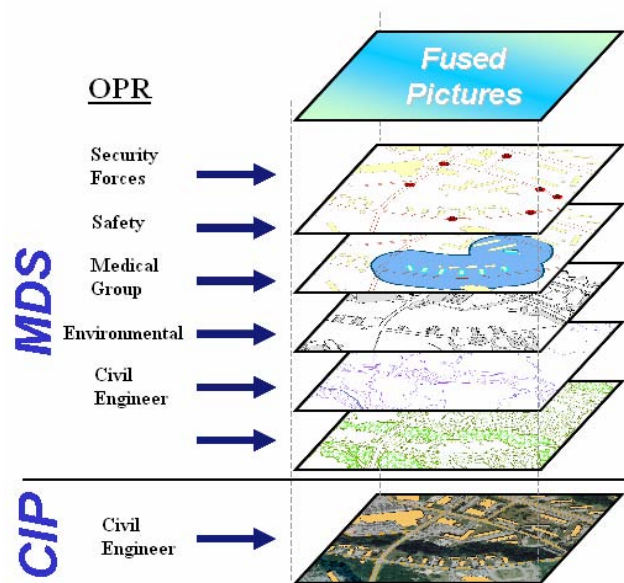 Fused
Pictures
OPR
Security
Forces
Safety
Medical
Group
Environmental
Civil
Engineer
MDS
CIP
Civil
Engineer